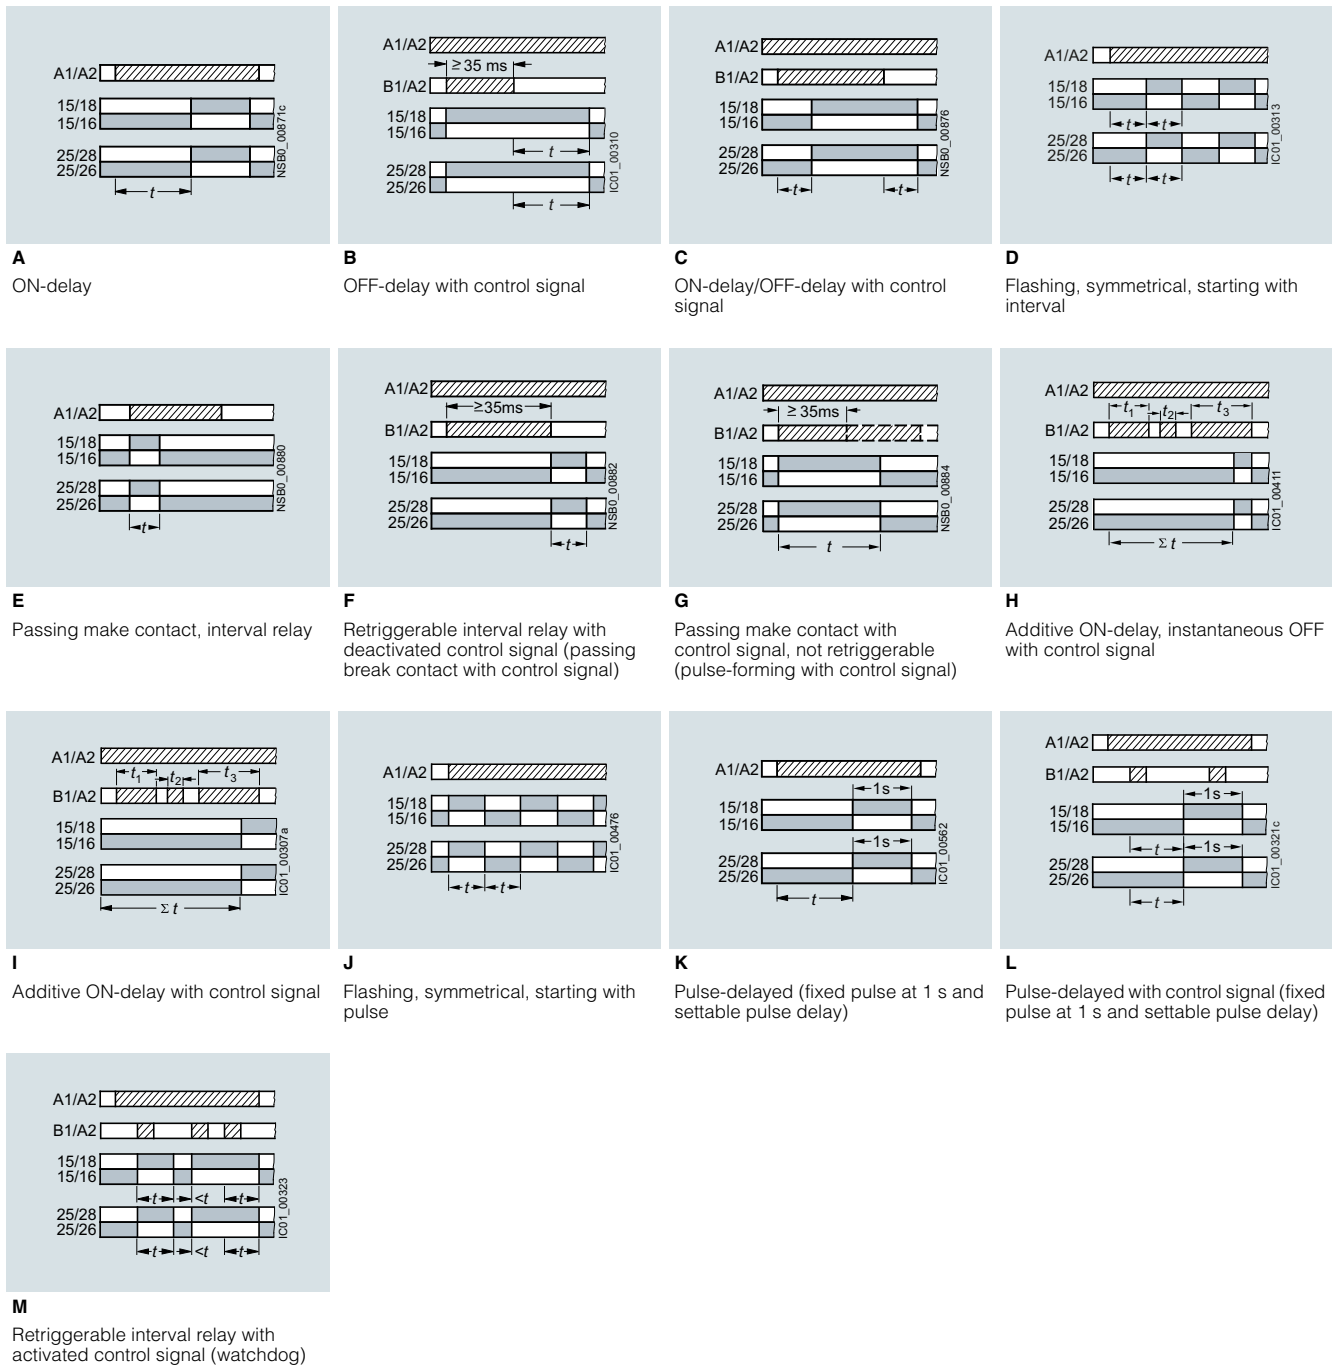 A1/A2
15/18
15/16
25/28
25/26
t
NSB0_00871c
A
ON-delay
A1/A2
≥ 35 ms
B1/A2
15/18
15/16
t
25/28
25/26
t
IC01_00310
B
OFF-delay with control signal
A1/A2
B1/A2
15/18
15/16
25/28
25/26
t t
NSB0_00876
C
ON-delay/OFF-delay with control
signal
A1/A2
15/18
15/16
t t
25/28
25/26
t t
IC01_00313
D
Flashing, symmetrical, starting with
interval
A1/A2
15/18
15/16
25/28
25/26
t
NSB0_00880
E
Passing make contact, interval relay
A1/A2
≥35ms
B1/A2
15/18
15/16
25/28
25/26
t
NSB0_00882
F
Retriggerable interval relay with
deactivated control signal (passing
break contact with control signal)
A1/A2
≥ 35ms
B1/A2
15/18
15/16
25/28
25/26
t
NSB0_00884
G
Passing make contact with
control signal, not retriggerable
(pulse-forming with control signal)
A1/A2
t1 t2 t3
B1/A2
15/18
15/16
25/28
25/26
Σ t
IC01_00411
H
Additive ON-delay, instantaneous OFF
with control signal
A1/A2
t1 t2 t3
B1/A2
15/18
15/16
25/28
25/26
Σ t
IC01_00307a
I
Additive ON-delay with control signal
A1/A2
15/18
15/16
25/28
25/26
t t
IC01_00476
J
Flashing, symmetrical, starting with
pulse
A1/A2
1s
15/18
15/16
1s
25/28
25/26
t
IC01_00562
K
Pulse-delayed (fixed pulse at 1 s and
settable pulse delay)
A1/A2
B1/A2
1s
15/18
15/16
t 1s
25/28
25/26
t
IC01_00321c
L
Pulse-delayed with control signal (fixed
pulse at 1 s and settable pulse delay)
A1/A2
B1/A2
15/18
15/16
t <t t
25/28
25/26
t <t t
IC01_00323
M
Retriggerable interval relay with
activated control signal (watchdog)